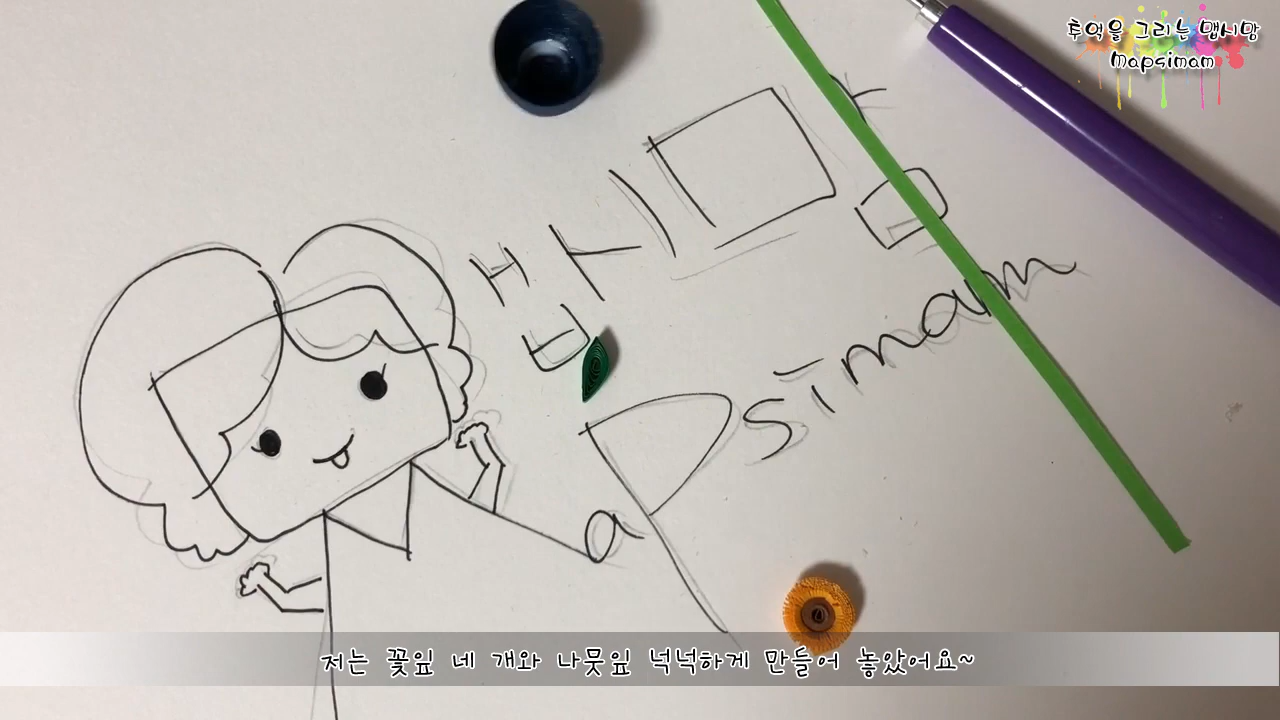 추억을 그리는 맵시맘
Mapsimam
맵시맘
apsimam
저는 꽃잎 네 개와 나뭇잎 넉넉하게 만들어 놓았어요~